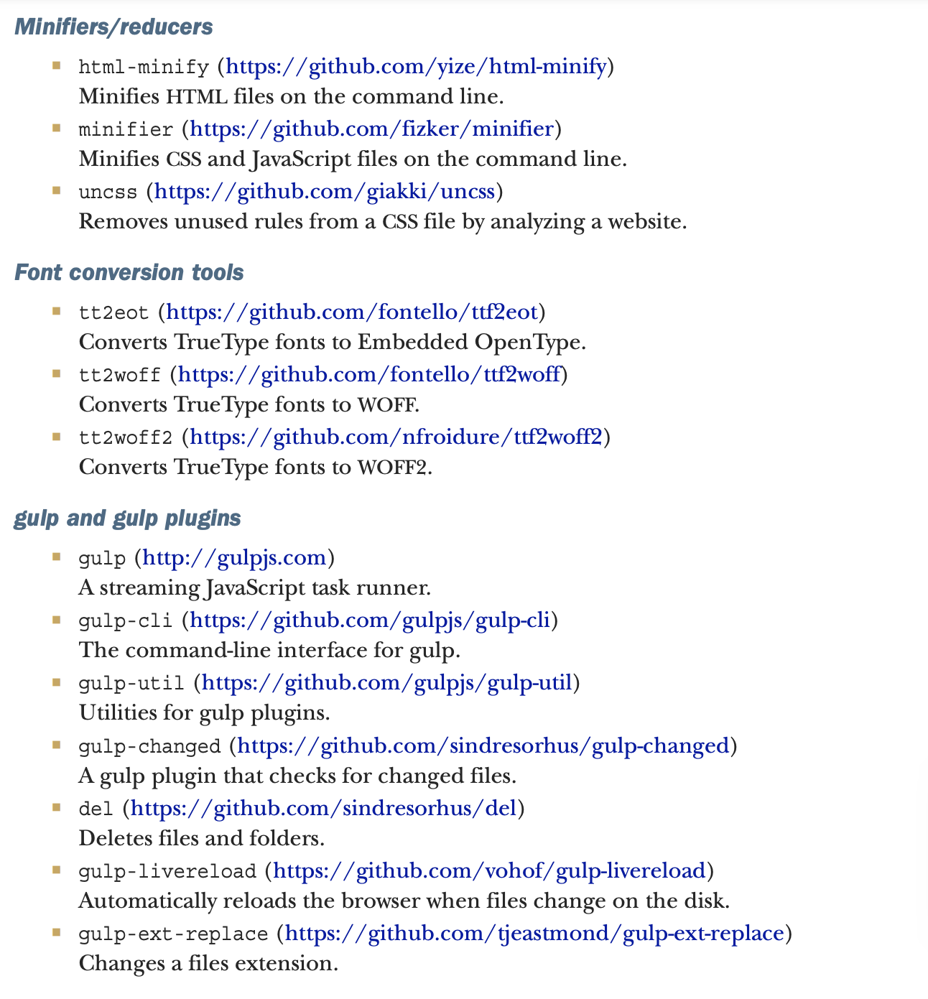 Minifiers/reducers
html-minify (https://github.com/yize/html-minify)
Minifies HTML files on the command line.
minifier (https://github.com/fizker/minifier)
Minifies CSS and JavaScript files on the command line.
uncss (https://github.com/giakki/uncss)
Removes unused rules from a CSS file by analyzing a website.
Font conversion tools
tt2eot (https://github.com/fontello/ttf2eot)
Converts TrueType fonts to Embedded OpenType.
tt2woff (https://github.com/fontello/ttf2woff)
Converts TrueType fonts to WOFF.
tt2woff2 (https://github.com/nfroidure/ttf2woff2)
Converts TrueType fonts to WOFF2.
gulp and gulp plugins
gulp (http://gulpjs.com)
A streaming JavaScript task runner.
gulp-cli (https://github.com/gulpjs/gulp-cli)
The command-line interface for gulp.
gulp-util (https://github.com/gulpjs/gulp-util)
Utilities for gulp plugins.
gulp-changed (https://github.com/sindresorhus/gulp-changed)
A gulp plugin that checks for changed files.
del (https://github.com/sindresorhus/del)
Deletes files and folders.
gulp-livereload (https://github.com/vohof/gulp-livereload)
Automatically reloads the browser when files change on the disk.
gulp-ext-replace (https://github.com/tjeastmond/gulp-ext-replace)
Changes a files extension.